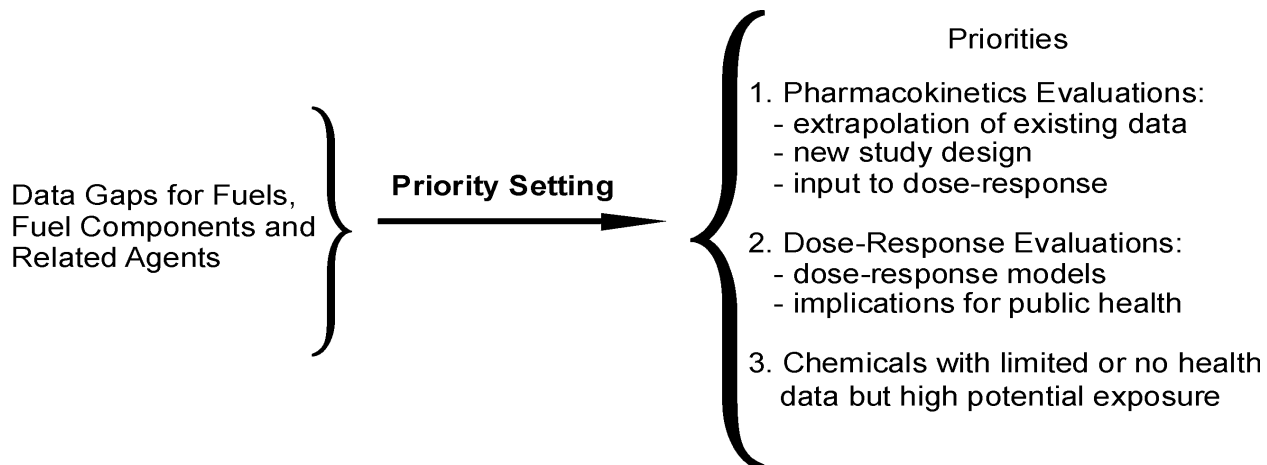 Data Gaps for Fuels,
Fuel Components and
Related Agents
Priority Setting
Priorities
1. Pharmacokinetics Evaluations:
- extrapolation of existing data
- new study design
- input to dose-response
2. Dose-Response Evaluations:
- dose-response models
- implications for public health
3. Chemicals with limited or no health
data but high potential exposure